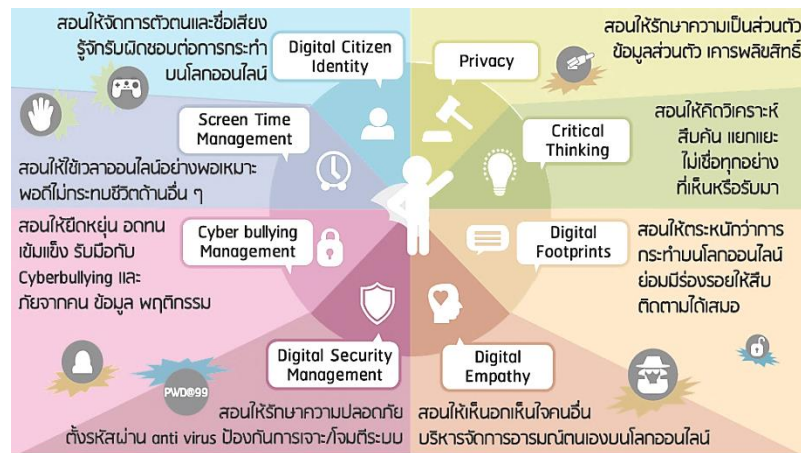 สอนให้จัดการตัวตนและชื่อเสียง
รู้จักรับผิดชอบต่อการกระทำ
บนโลกออนไลน์
Digital Citizen
Identity
Privacy
สอนให้รักษาความเป็นส่วนตัว
ข้อมูลส่วนตัว เคารพลิขสิทธิ์
Screen Time
Management
สอนให้ใช้เวลาออนไลน์อย่างพอเหมาะ
พอดีไม่กระทบชีวิตด้านอื่น ๆ
Critical
Thinking
สอนให้คิดวิเคราะห์
สืบค้น แยกแยะ
ไม่เชื่อทุกอย่าง
ที่เห็นหรือรับมา
สอนให้ยืดหยุ่น อดทน
เข้มแข็ง รับมือกับ
Cyberbullying และ
ภัยจากคน ข้อมูล พฤติกรรม
Cyber bullying
Management
Digital
Footprints
สอนให้ตระหนักว่าการ
กระทำบนโลกออนไลน์
ย่อมมีร่องรอยให้สืบ
ติดตามได้เสมอ
PWD@99
Digital Security
Management
สอนให้รักษาความปลอดภัย
ตั้งรหัสผ่าน anti virus ป้องกันการเจาะ/โจมตีระบบ
Digital
Empathy
สอนให้เห็นอกเห็นใจคนอื่น
บริหารจัดการอารมณ์ตนเองบนโลกออนไลน์